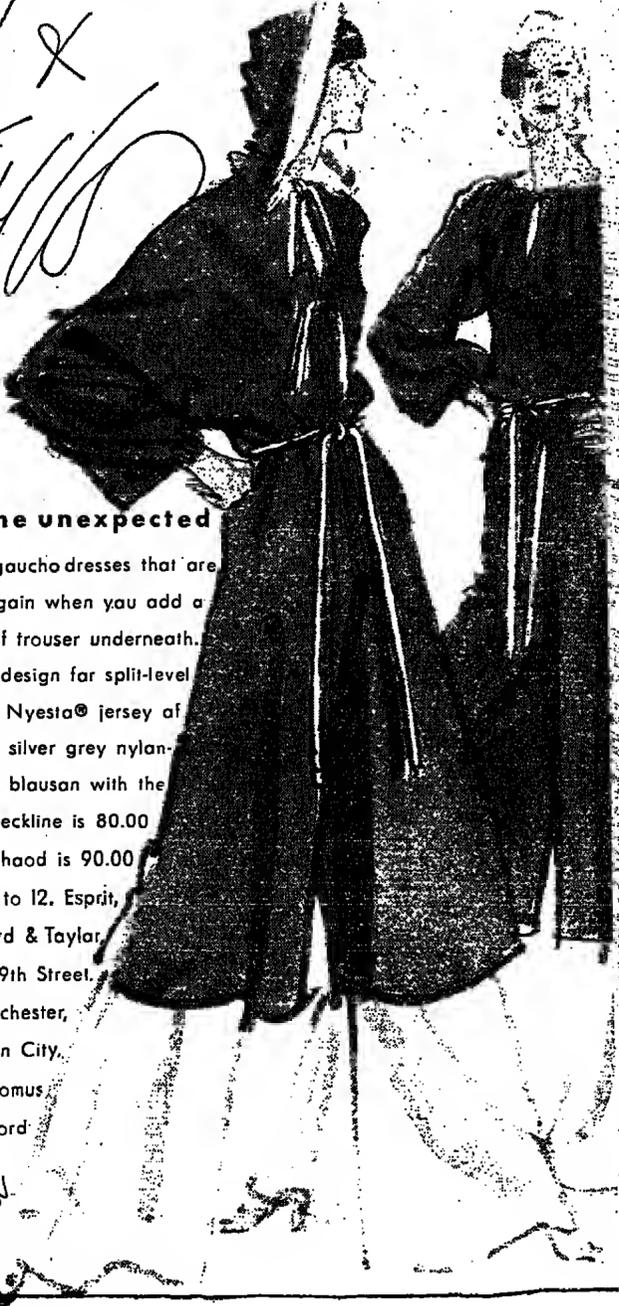 &
he unexpected
gaucho dresses that are
gain when you add a
f trouser underneath.
design for split-level
Nyesta® jersey of
silver grey nylon-
blouson with the
eckline is 80.00
hood is 90.00
to 12. Esprit,
rd & Taylor,
9th Street.
chester,
n City,
omus
ord